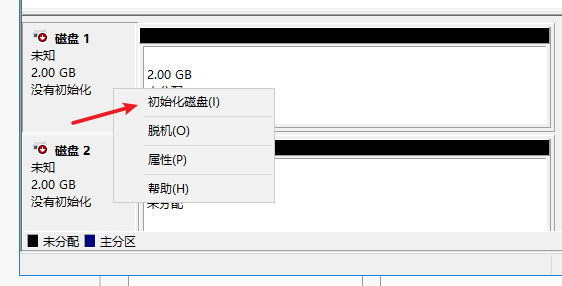 磁盘 1
未知
2.00 GB
没有初始化
2.00 GB
初始化磁盘(I)
脱机(O)
属性(P)
帮助(H)
磁盘 2
未知
2.00 GB
没有初始化
未分配
未分配 主分区